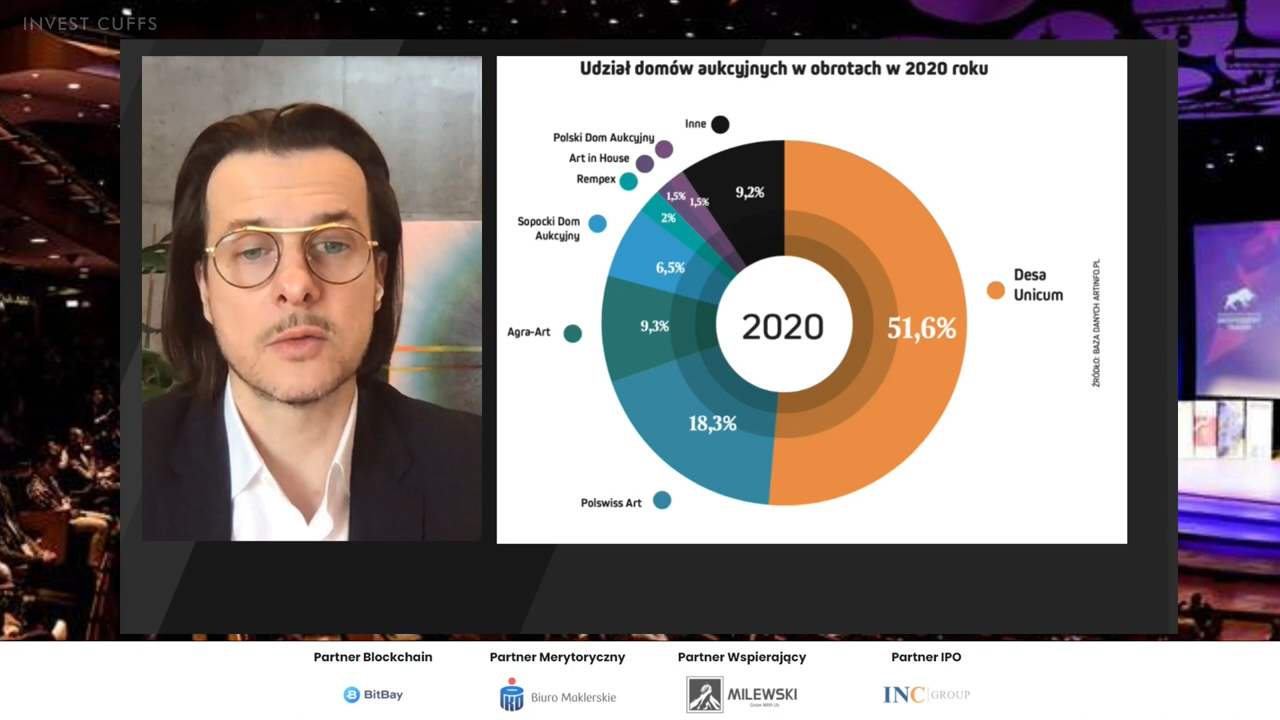 INVEST CUFFS
Udział domów aukcyjnych w obrotach w 2020 roku
Inne
Polski Dom Aukcyjny
Art in House
Rempex
Sopocki Dom
Aukcyjny
Agra-Art
Polswiss Art
Desa
Unicum
9,2%
1,5%
1,5%
2%
6,5%
9,3%
18,3%
51,6%
2020
ŹRÓDŁO: BAZA DANYCH ARTINFO.PL
Partner Blockchain
Partner Merytoryczny
Partner Wspierający
Partner IPO
BitBay
Biuro Maklerskie
MILEWSKI
Grow With Us
INC GROUP